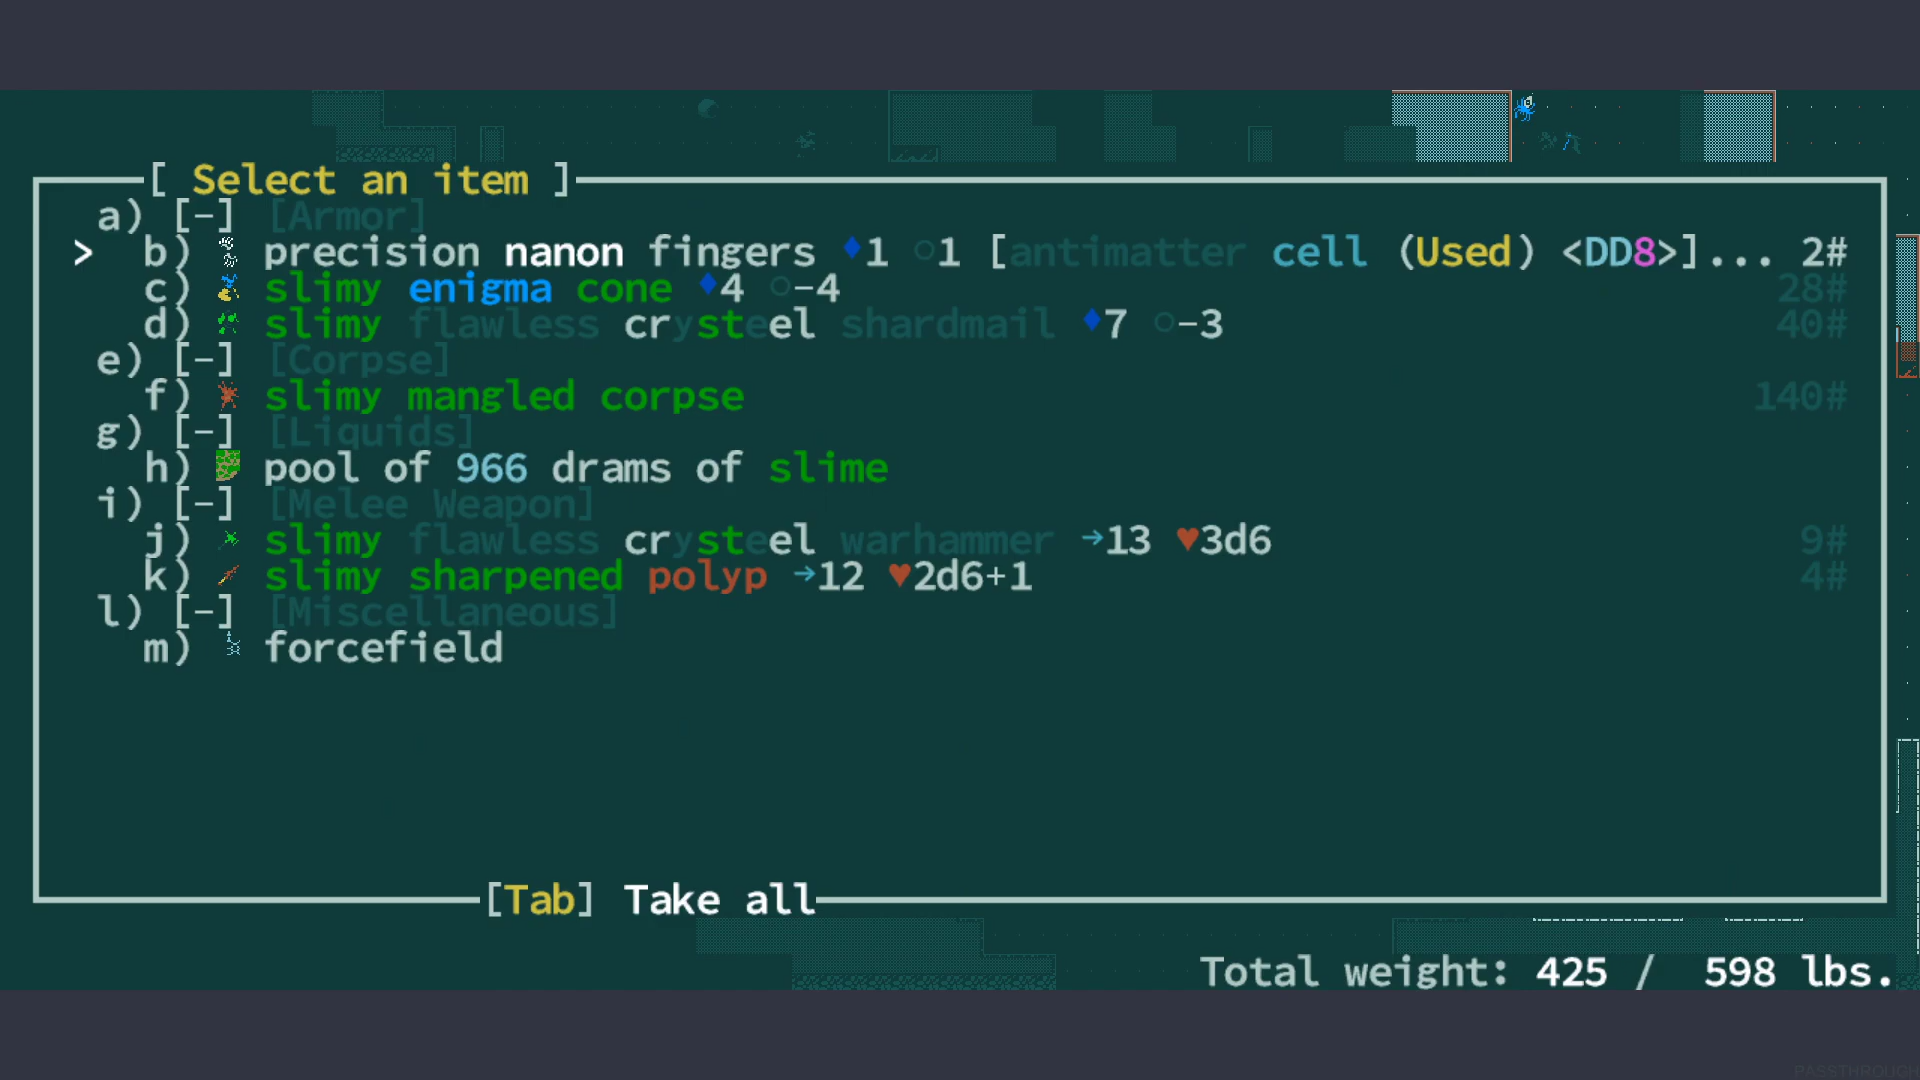 [ Select an item ]
a) [-] [Armor]
> b) precision nanon fingers ♦1 ○1 [antimatter cell (Used) <DD8>]... 2#
c) slimy enigma cone ♦4 ○-4 28#
d) slimy flawless crysteel shardmail ♦7 ○-3 40#
e) [-] [Corpse]
f) slimy mangled corpse 140#
g) [-] [Liquids]
h) pool of 966 drams of slime
i) [-] [Melee Weapon]
j) slimy flawless crysteel warhammer →13 ♥3d6 9#
k) slimy sharpened polyp →12 ♥2d6+1 4#
l) [-] [Miscellaneous]
m) forcefield
[Tab] Take all
Total weight: 425 / 598 lbs.
PASSTHROUGH